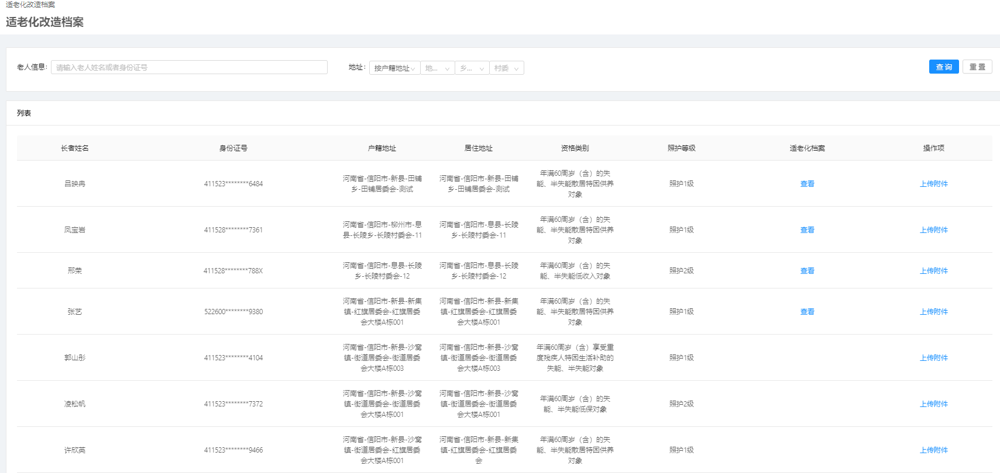 适老化改造档案
适老化改造档案
老人信息: 请输入老人姓名或者身份证号 地址: 按户籍地址 地... 乡... 村委 查 询 重 置
列表
长者姓名 身份证号 户籍地址 居住地址 资格类别 照护等级 适老化档案 操作项
吕映冉 411523********6484 河南省-信阳市-新县-田铺乡-田铺居委会-测试 河南省-信阳市-新县-田铺乡-田铺居委会-测试 年满60周岁（含）的失能、半失能散居特困供养对象 照护1级 查看 上传附件
凤宝岩 411528********7361 河南省-信阳市-柳州市-息县-长陵乡-长陵村委会-11 河南省-信阳市-息县-长陵乡-长陵村委会-11 年满60周岁（含）的失能、半失能散居特困供养对象 照护1级 查看 上传附件
邢荣 411528********788X 河南省-信阳市-息县-长陵乡-长陵村委会-12 河南省-信阳市-息县-长陵乡-长陵村委会-12 年满60周岁（含）的失能、半失能低收入对象 照护2级 查看 上传附件
张艺 522600********9380 河南省-信阳市-新县-新集镇-红旗居委会-红旗居委会大楼A栋001 河南省-信阳市-新县-新集镇-红旗居委会-红旗居委会大楼A栋001 年满60周岁（含）的失能、半失能散居特困供养对象 照护1级 查看 上传附件
郭山彤 411523********4104 河南省-信阳市-新县-沙窝镇-街道居委会-街道居委会大楼A栋003 河南省-信阳市-新县-沙窝镇-街道居委会-街道居委会大楼A栋003 年满60周岁（含）享受重度残疾人特困生活补助的失能、半失能对象 照护1级 上传附件
凌松帆 411523********7372 河南省-信阳市-新县-沙窝镇-街道居委会-街道居委会大楼A栋001 河南省-信阳市-新县-沙窝镇-街道居委会-街道居委会大楼A栋001 年满60周岁（含）的失能、半失能低保对象 照护2级 上传附件
许欣英 411523********9466 河南省-信阳市-新县-沙窝镇-街道居委会-红旗居委会大楼A栋001 河南省-信阳市-新县-新集镇-红旗居委会-红旗居委会 年满60周岁（含）的失能、半失能散居特困供养对象 照护1级 上传附件